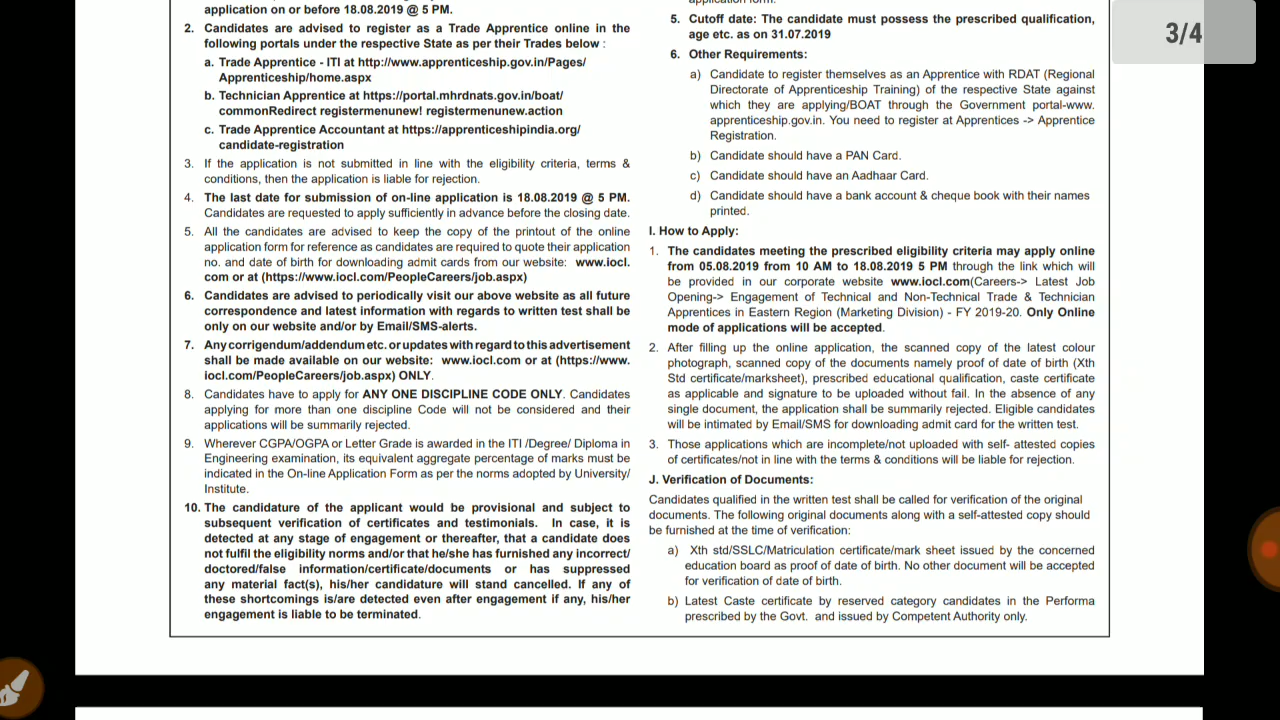 application on or before 18.08.2019 @ 5 PM.
2. Candidates are advised to register as a Trade Apprentice online in the
following portals under the respective State as per their Trades below :
a. Trade Apprentice - ITI at http://www.apprenticeship.gov.in/Pages/
Apprenticeship/home.aspx
b. Technician Apprentice at https://portal.mhrdnats.gov.in/boat/
commonRedirect registermenunew! registermenunew.action
c. Trade Apprentice Accountant at https://apprenticeshipindia.org/
candidate-registration
3. If the application is not submitted in line with the eligibility criteria, terms &
conditions, then the application is liable for rejection.
4. The last date for submission of on-line application is 18.08.2019 @ 5 PM.
Candidates are requested to apply sufficiently in advance before the closing date.
5. All the candidates are advised to keep the copy of the printout of the online
application form for reference as candidates are required to quote their application
no. and date of birth for downloading admit cards from our website: www.iocl.
com or at (https://www.iocl.com/PeopleCareers/job.aspx)
6. Candidates are advised to periodically visit our above website as all future
correspondence and latest information with regards to written test shall be
only on our website and/or by Email/SMS-alerts.
7. Any corrigendum/addendum etc. or updates with regard to this advertisement
shall be made available on our website: www.iocl.com or at (https://www.
iocl.com/PeopleCareers/job.aspx) ONLY.
8. Candidates have to apply for ANY ONE DISCIPLINE CODE ONLY. Candidates
applying for more than one discipline Code will not be considered and their
applications will be summarily rejected.
9. Wherever CGPA/OGPA or Letter Grade is awarded in the ITI /Degree/ Diploma in
Engineering examination, its equivalent aggregate percentage of marks must be
indicated in the On-line Application Form as per the norms adopted by University/
Institute.
10. The candidature of the applicant would be provisional and subject to
subsequent verification of certificates and testimonials. In case, it is
detected at any stage of engagement or thereafter, that a candidate does
not fulfil the eligibility norms and/or that he/she has furnished any incorrect/
doctored/false information/certificate/documents or has suppressed
any material fact(s), his/her candidature will stand cancelled. If any of
these shortcomings is/are detected even after engagement if any, his/her
engagement is liable to be terminated.
application form.
5. Cutoff date: The candidate must possess the prescribed qualification,
age etc. as on 31.07.2019
6. Other Requirements:
a) Candidate to register themselves as an Apprentice with RDAT (Regional
Directorate of Apprenticeship Training) of the respective State against
which they are applying/BOAT through the Government portal-www.
apprenticeship.gov.in. You need to register at Apprentices -> Apprentice
Registration.
b) Candidate should have a PAN Card.
c) Candidate should have an Aadhaar Card.
d) Candidate should have a bank account & cheque book with their names
printed.
I. How to Apply:
1. The candidates meeting the prescribed eligibility criteria may apply online
from 05.08.2019 from 10 AM to 18.08.2019 5 PM through the link which will
be provided in our corporate website www.iocl.com(Careers-> Latest Job
Opening-> Engagement of Technical and Non-Technical Trade & Technician
Apprentices in Eastern Region (Marketing Division) - FY 2019-20. Only Online
mode of applications will be accepted.
2. After filling up the online application, the scanned copy of the latest colour
photograph, scanned copy of the documents namely proof of date of birth (Xth
Std certificate/marksheet), prescribed educational qualification, caste certificate
as applicable and signature to be uploaded without fail. In the absence of any
single document, the application shall be summarily rejected. Eligible candidates
will be intimated by Email/SMS for downloading admit card for the written test.
3. Those applications which are incomplete/not uploaded with self- attested copies
of certificates/not in line with the terms & conditions will be liable for rejection.
J. Verification of Documents:
Candidates qualified in the written test shall be called for verification of the original
documents. The following original documents along with a self-attested copy should
be furnished at the time of verification:
a) Xth std/SSLC/Matriculation certificate/mark sheet issued by the concerned
education board as proof of date of birth. No other document will be accepted
for verification of date of birth.
b) Latest Caste certificate by reserved category candidates in the Performa
prescribed by the Govt. and issued by Competent Authority only.
3/4